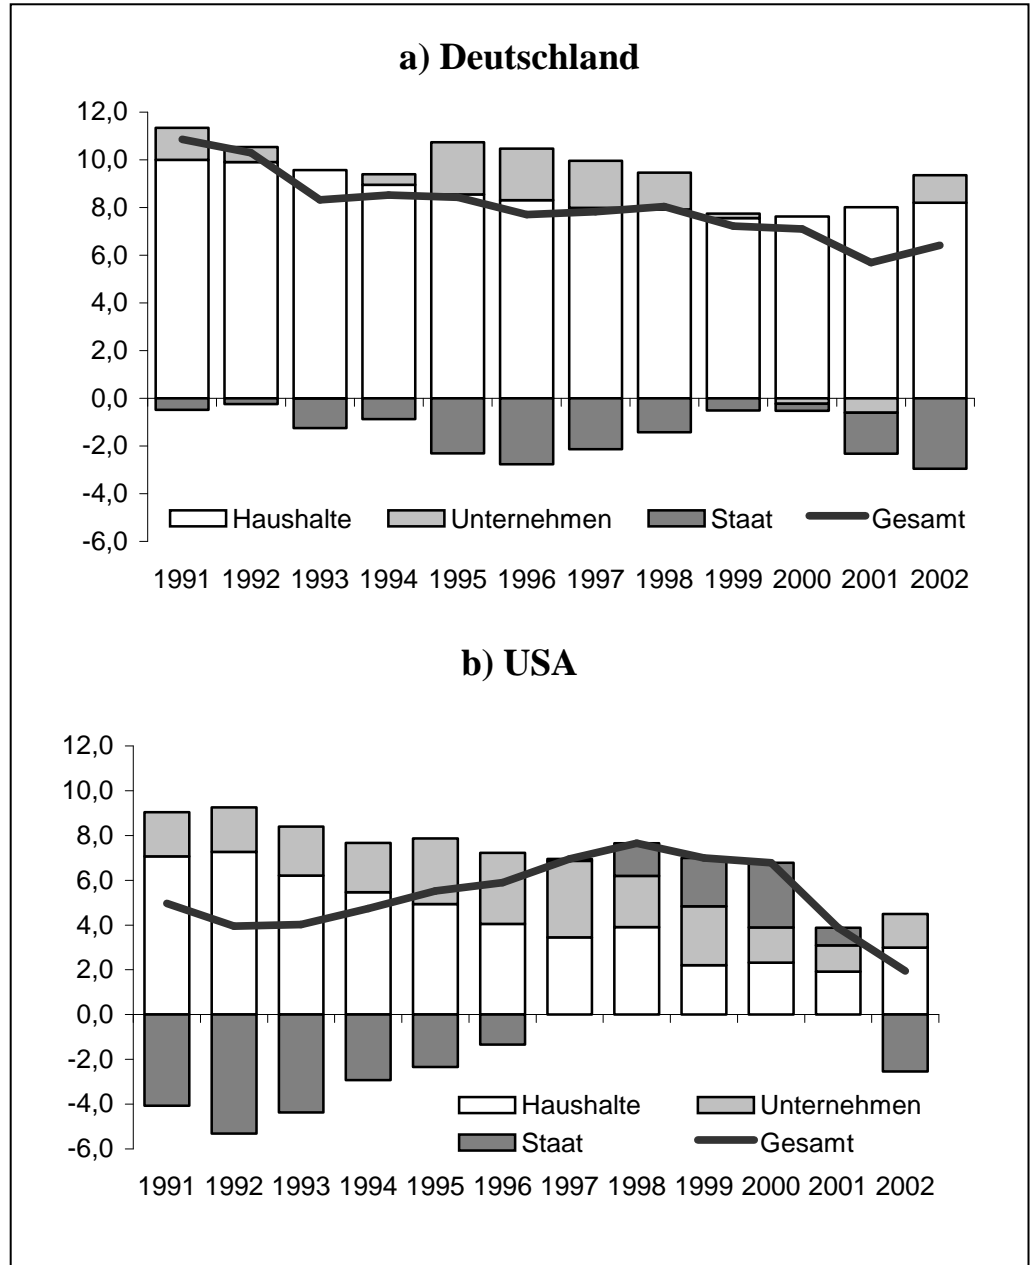 a) Deutschland
12,0
10,0
8,0
6,0
4,0
2,0
0,0
-2,0
-4,0
-6,0
Haushalte Unternehmen Staat Gesamt
1991 1992 1993 1994 1995 1996 1997 1998 1999 2000 2001 2002
b) USA
12,0
10,0
8,0
6,0
4,0
2,0
0,0
-2,0
-4,0
-6,0
Haushalte Unternehmen
Staat Gesamt
1991 1992 1993 1994 1995 1996 1997 1998 1999 2000 2001 2002